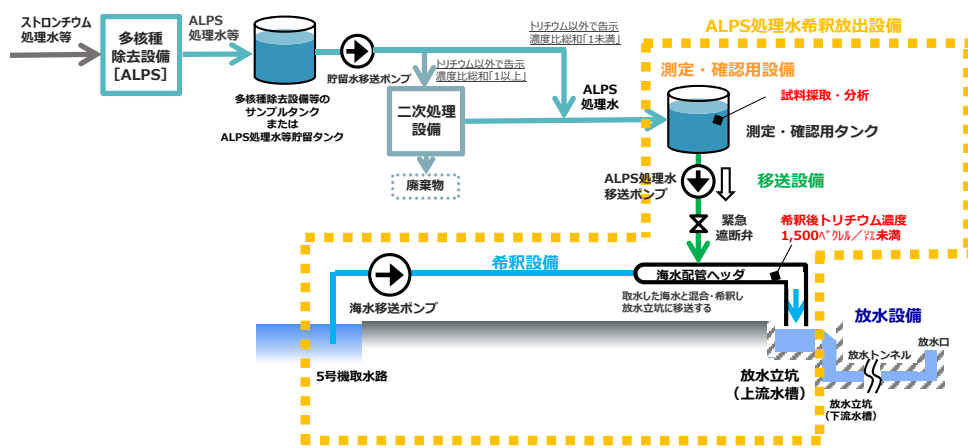 ストロンチウム
処理水等
多核種
除去設備
［ALPS］
ALPS
処理水等
多核種除去設備等の
サンプルタンク
または
ALPS処理水等貯留タンク
貯留水移送ポンプ
トリチウム以外で告示
濃度比総和「1未満」
トリチウム以外で告示
濃度比総和「1以上」
二次処理
設備
廃棄物
ALPS
処理水
ALPS処理水希釈放出設備
測定・確認用設備
試料採取・分析
測定・確認用タンク
ALPS処理水
移送ポンプ
移送設備
緊急
遮断弁
希釈後トリチウム濃度
1,500ﾍﾞｸﾚﾙ／㍑未満
希釈設備
海水配管ヘッダ
海水移送ポンプ
取水した海水と混合・希釈し
放水立坑に移送する
5号機取水路
放水立坑
（上流水槽）
放水設備
放水口
放水トンネル
放水立坑
（下流水槽）